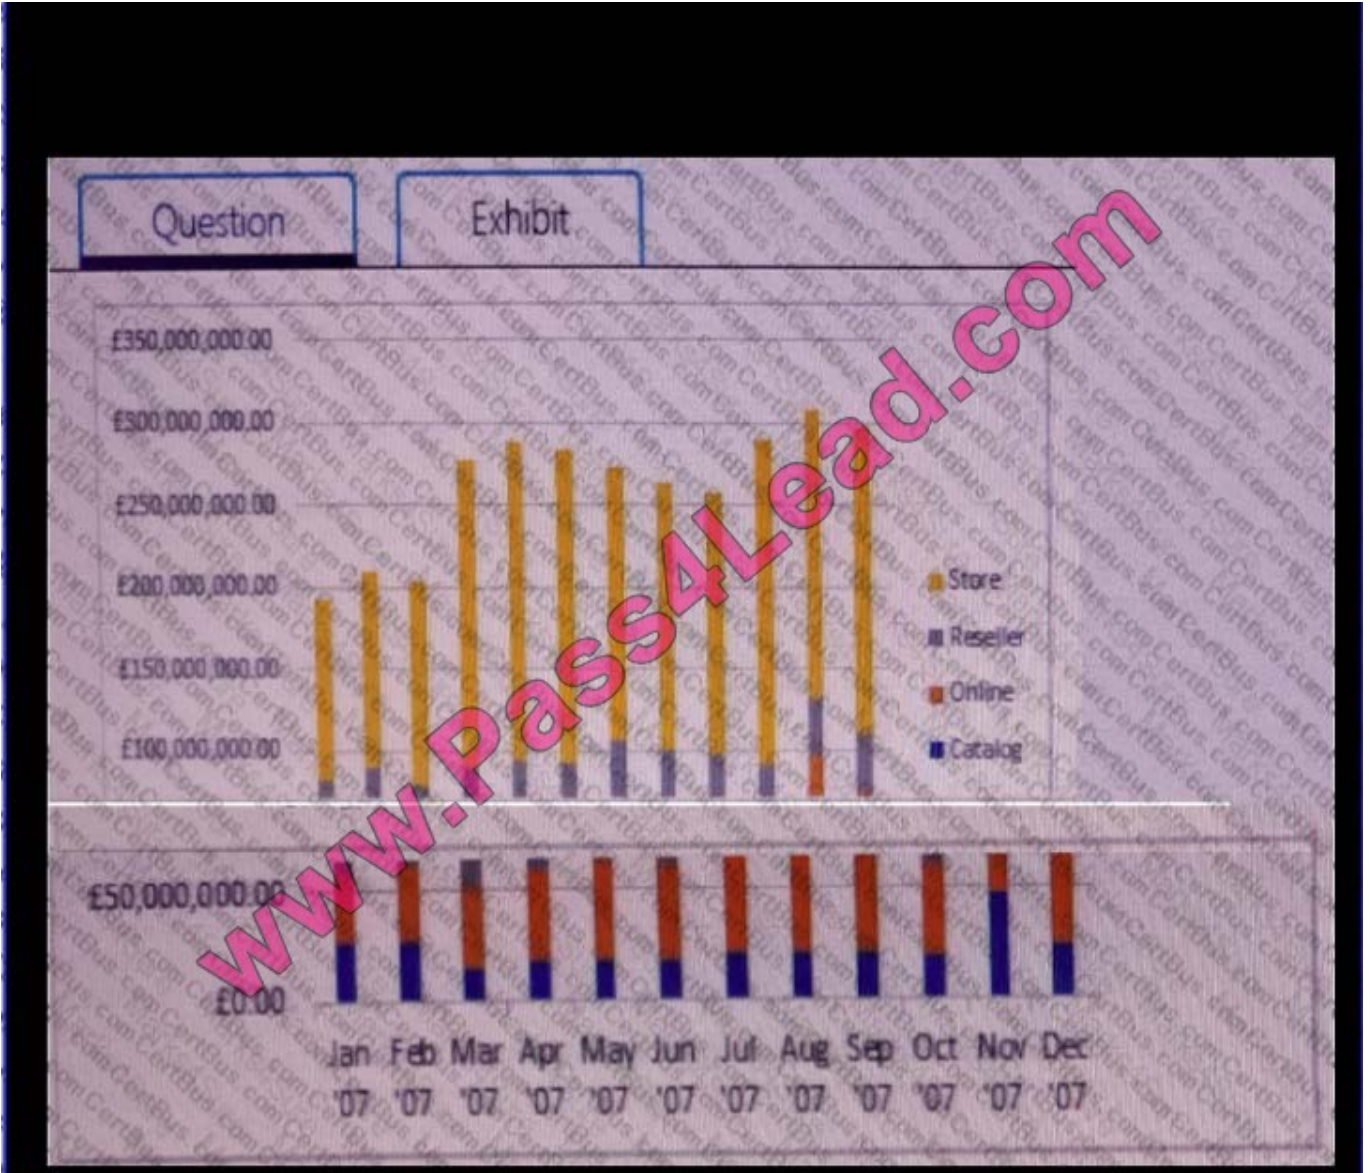 Question Exhibit
£350,000,000.00
£300,000,000.00
£250,000,000.00
£200,000,000.00
£150,000,000.00
£100,000,000.00
Store
Reseller
Online
Catalog
£50,000,000.00
£0.00
Jan Feb Mar Apr May Jun Jul Aug Sep Oct Nov Dec
'07 '07 '07 '07 '07 '07 '07 '07 '07 '07 '07 '07
www.Pass4Lead.com